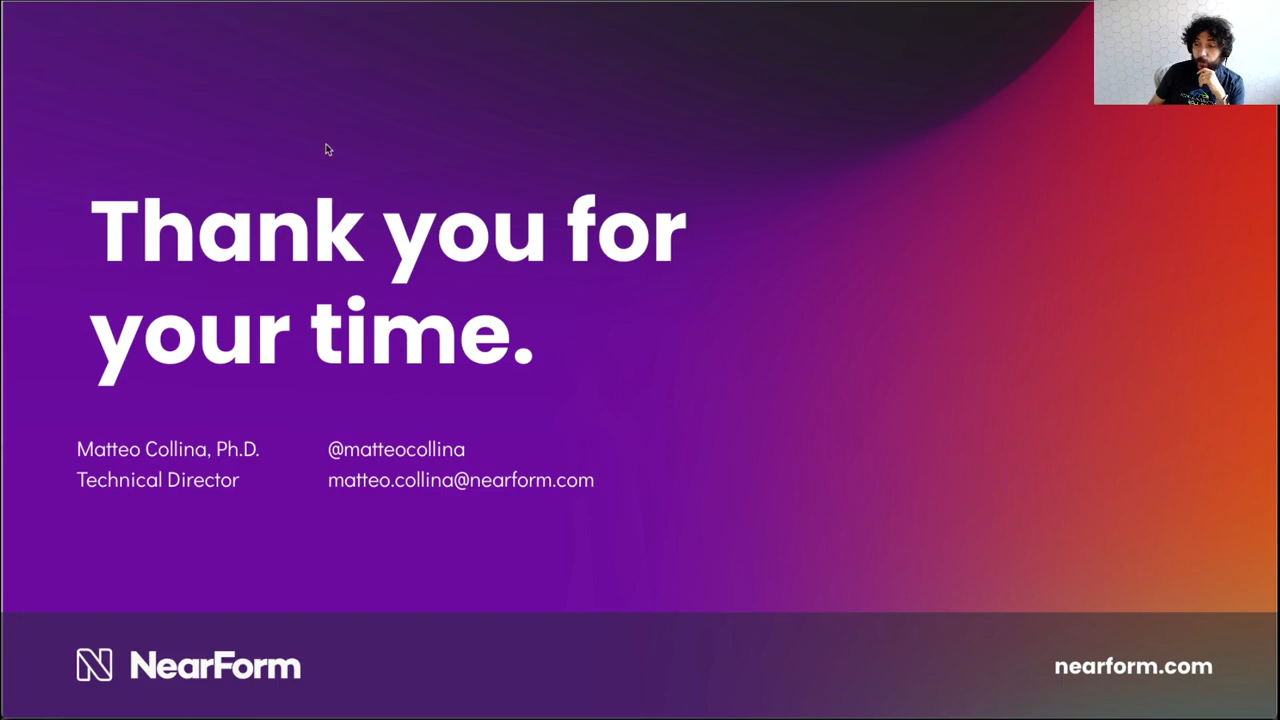 Thank you for
your time.
Matteo Collina, Ph.D.
Technical Director
@matteocollina
matteo.collina@nearform.com
NearForm
nearform.com